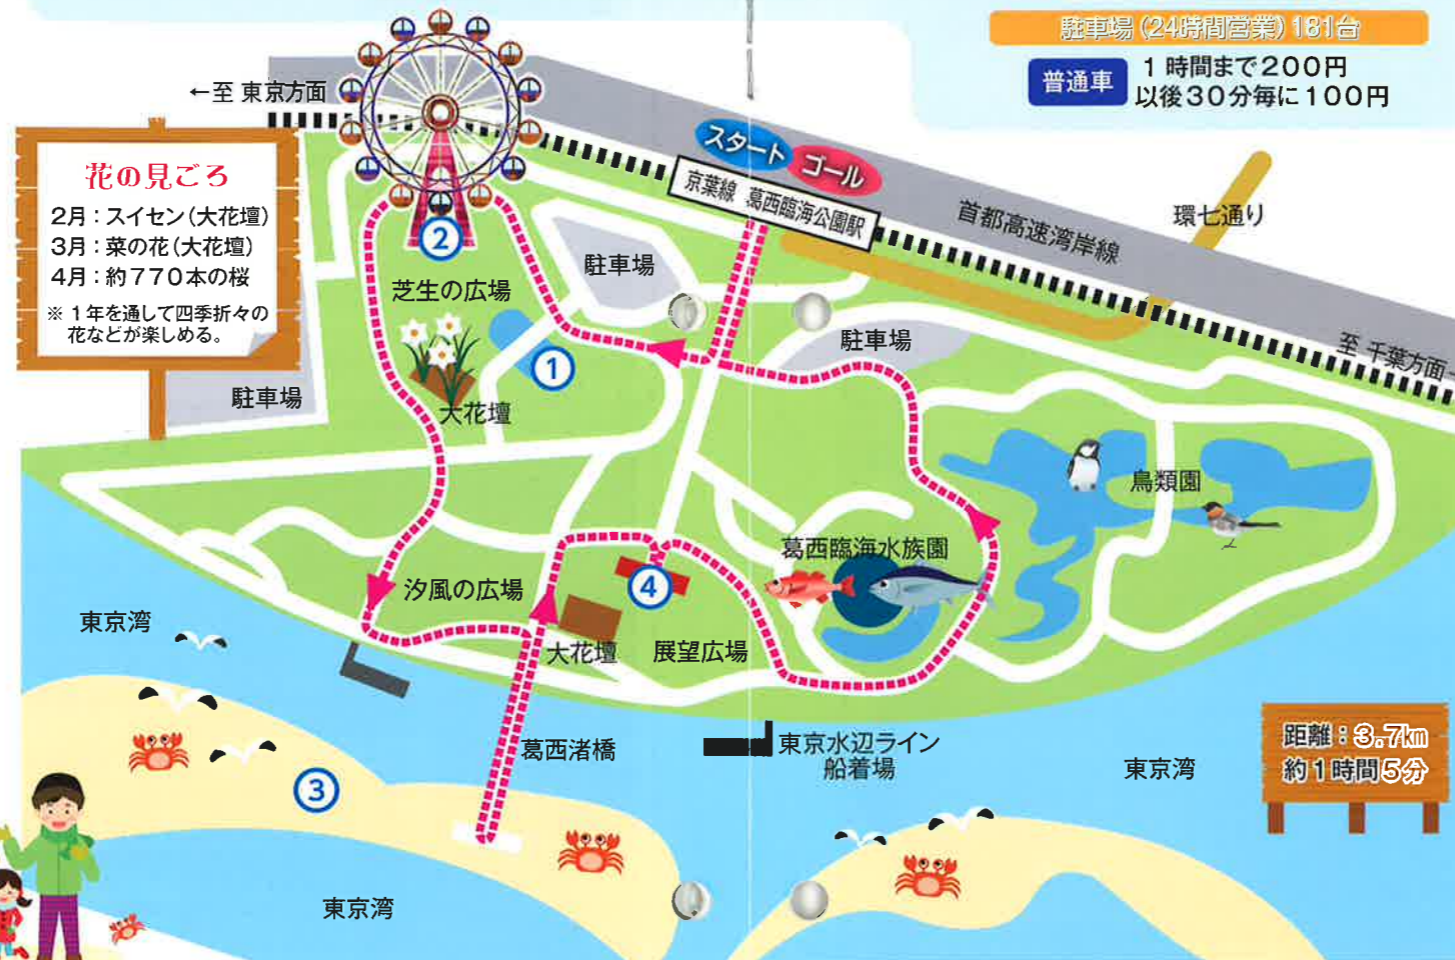 駐車場(24時間営業)181台
普通車
1時間まで200円
以後30分毎に100円
←至 東京方面
スタート
ゴール
京葉線 葛西臨海公園駅
首都高速湾岸線
環七通り
至 千葉方面→
花の見ごろ
2月:スイセン(大花壇)
3月:菜の花(大花壇)
4月:約770本の桜
※1年を通して四季折々の
花などが楽しめる。
②
芝生の広場
駐車場
駐車場
①
駐車場
大花壇
鳥類園
葛西臨海水族園
汐風の広場
④
大花壇
展望広場
東京湾
葛西渚橋
東京水辺ライン
船着場
東京湾
距離:3.7km
約1時間5分
③
東京湾